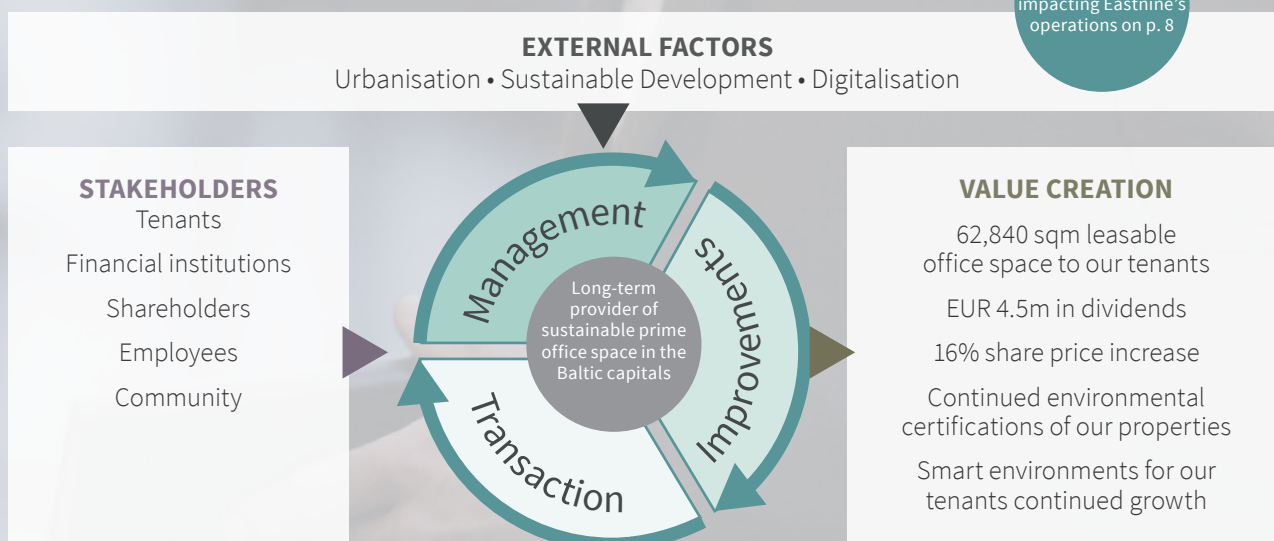 impacting Eastnine's
operations on p. 8
EXTERNAL FACTORS
Urbanisation • Sustainable Development • Digitalisation
STAKEHOLDERS
Tenants
Financial institutions
Shareholders
Employees
Community
Management
Improvements
Transaction
Long-term
provider of
sustainable prime
office space in the
Baltic capitals
VALUE CREATION
62,840 sqm leasable
office space to our tenants
EUR 4.5m in dividends
16% share price increase
Continued environmental
certifications of our properties
Smart environments for our
tenants continued growth